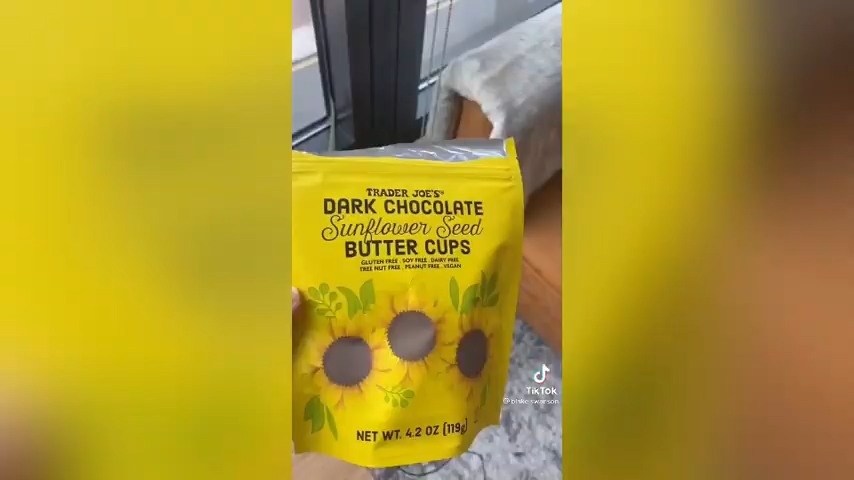 TRADER JOE'S®
DARK CHOCOLATE
Sunflower Seed
BUTTER CUPS
GLUTEN FREE . SOY FREE . DAIRY FREE
TREE NUT FREE . PEANUT FREE . VEGAN
NET WT. 4.2 OZ (119g)
TikTok